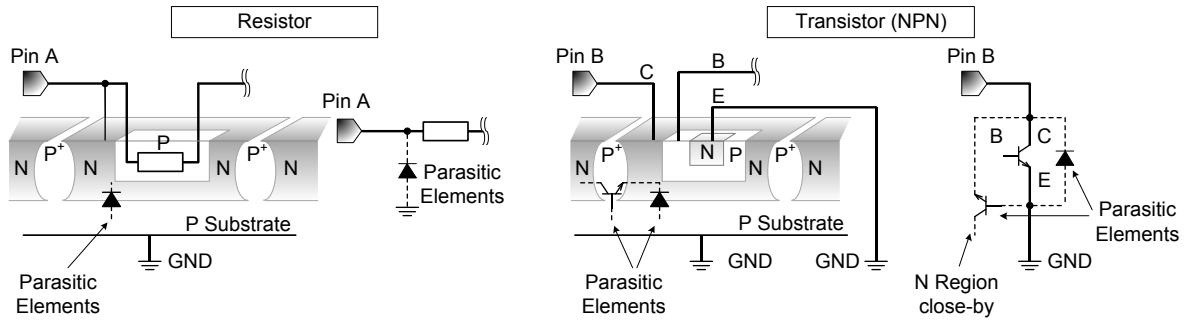 Resistor
Transistor (NPN)
Pin A
Pin A
N
P+
N
P
N
P+
N
Parasitic
Elements
P Substrate
GND
Parasitic
Elements
Pin B
C
B
E
N
P+
N
N
P
N
P+
N
P Substrate
GND
GND
Parasitic
Elements
Pin B
B
C
E
Parasitic
Elements
GND
N Region
close-by